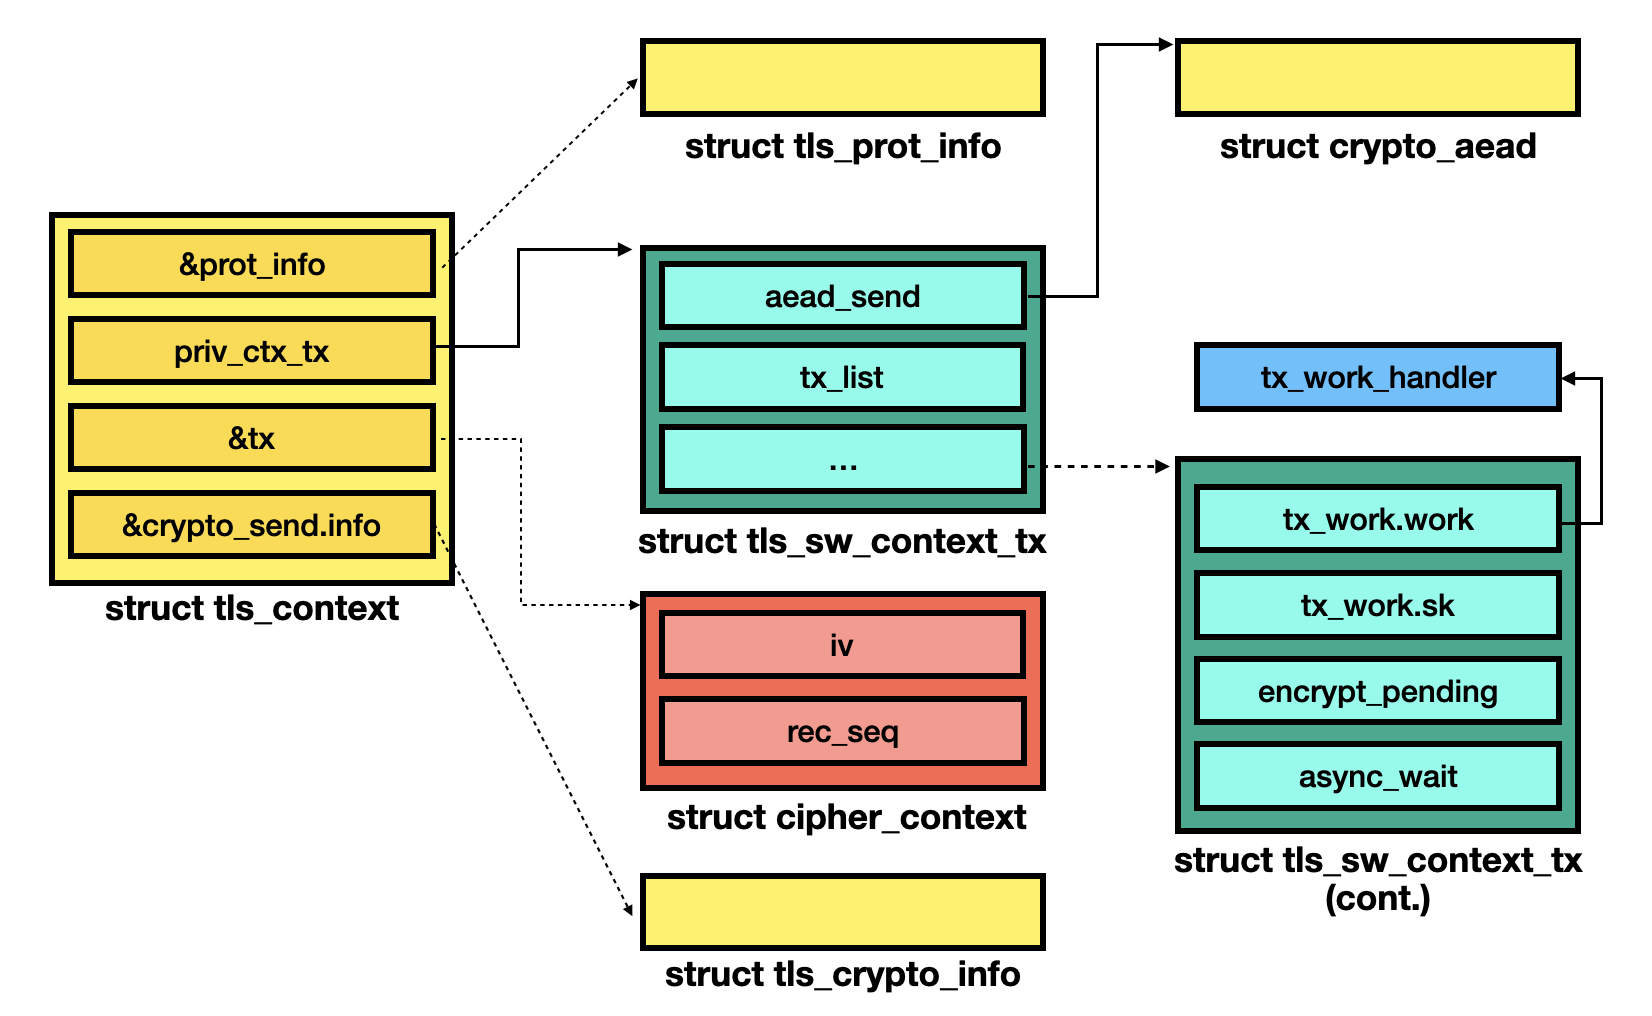 struct tls_prot_info
struct crypto_aead
&prot_info
priv_ctx_tx
&tx
&crypto_send.info
struct tls_context
aead_send
tx_list
...
struct tls_sw_context_tx
iv
rec_seq
struct cipher_context
struct tls_crypto_info
tx_work_handler
tx_work.work
tx_work.sk
encrypt_pending
async_wait
struct tls_sw_context_tx
(cont.)